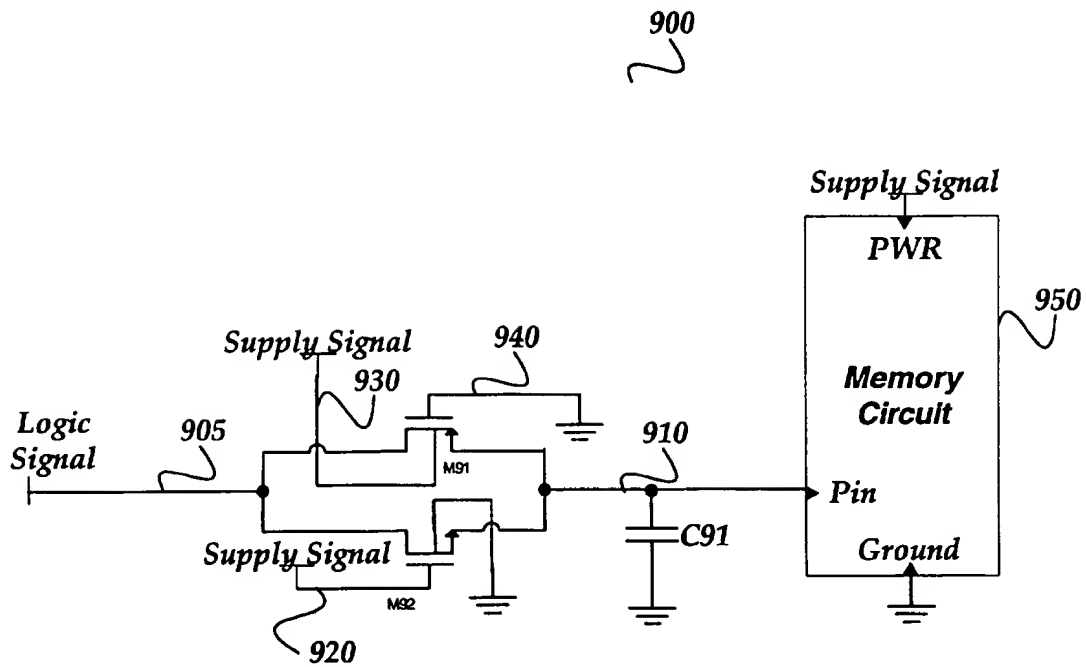 900
Supply Signal
PWR
950
Memory
Circuit
Supply Signal
940
930
Logic
Signal
905
M91
910
Pin
C91
Ground
Supply Signal
M92
920